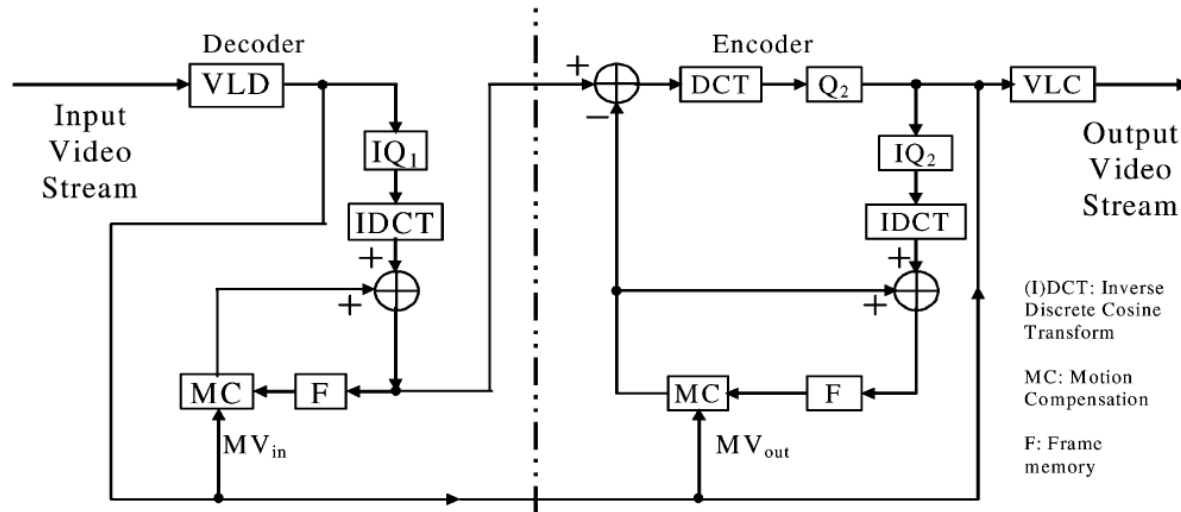 Decoder
Encoder
VLD
+
DCT
Q₂
VLC
Input
Video
Stream
−
Output
Video
Stream
IQ₁
IQ₂
IDCT
IDCT
+
+
+
+
(I)DCT: Inverse
Discrete Cosine
Transform
MC
F
MC
F
MC: Motion
Compensation
MVin
MVout
F: Frame
memory